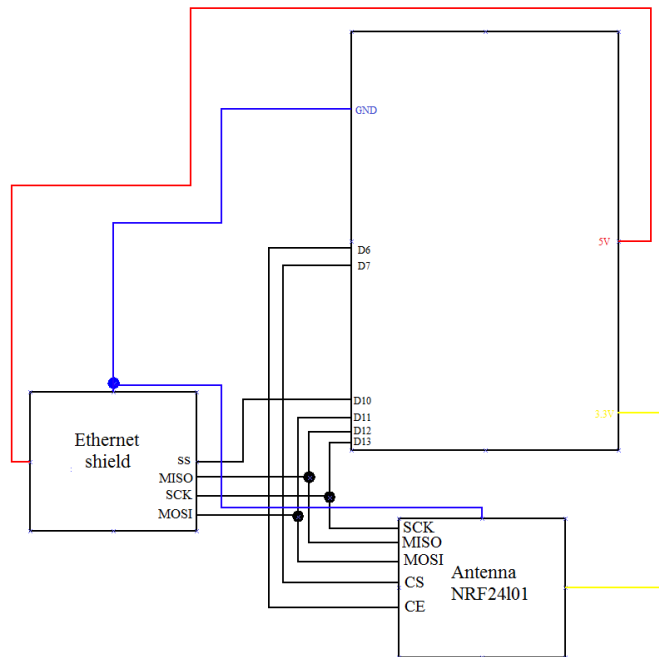 GND
5V
D6
D7
3.3V
D10
D11
D12
D13
Ethernet
shield
SS
MISO
SCK
MOSI
SCK
MISO
MOSI
CS
CE
Antenna
NRF24l01